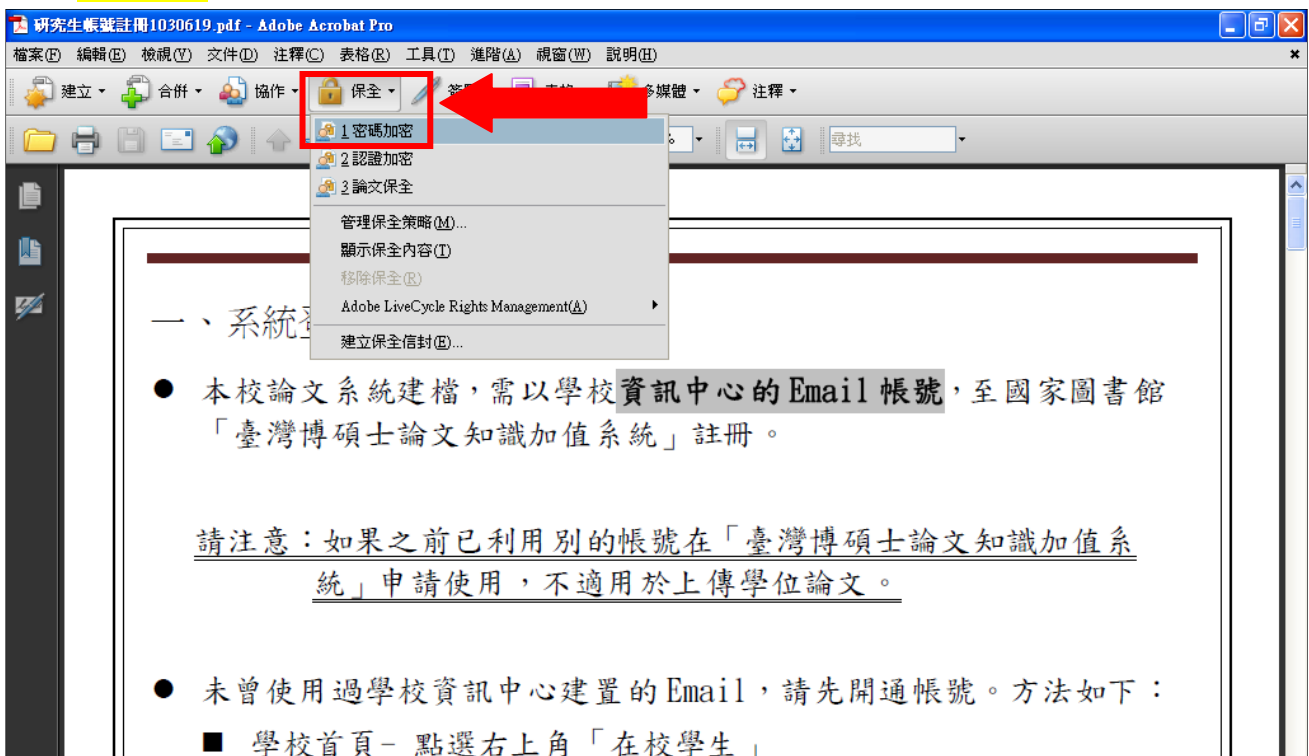 研究生帳號註冊1030619.pdf - Adobe Acrobat Pro
檔案(F) 編輯(E) 檢視(V) 文件(D) 注釋(C) 表格(R) 工具(T) 進階(A) 視窗(W) 說明(H)
建立 合併 協作 保全 多媒體 注釋
尋找
1 密碼加密
2 認證加密
3 論文保全
管理保全策略(M)...
顯示保全內容(T)
移除保全(R)
Adobe LiveCycle Rights Management(A)
建立保全信封(E)...
一、系統
● 本校論文系統建檔，需以學校資訊中心的 Email 帳號，至國家圖書館
「臺灣博碩士論文知識加值系統」註冊。
請注意：如果之前已利用別的帳號在「臺灣博碩士論文知識加值系
統」申請使用，不適用於上傳學位論文。
● 未曾使用過學校資訊中心建置的 Email，請先開通帳號。方法如下：
■ 學校首頁- 點選右上角「在校學生」